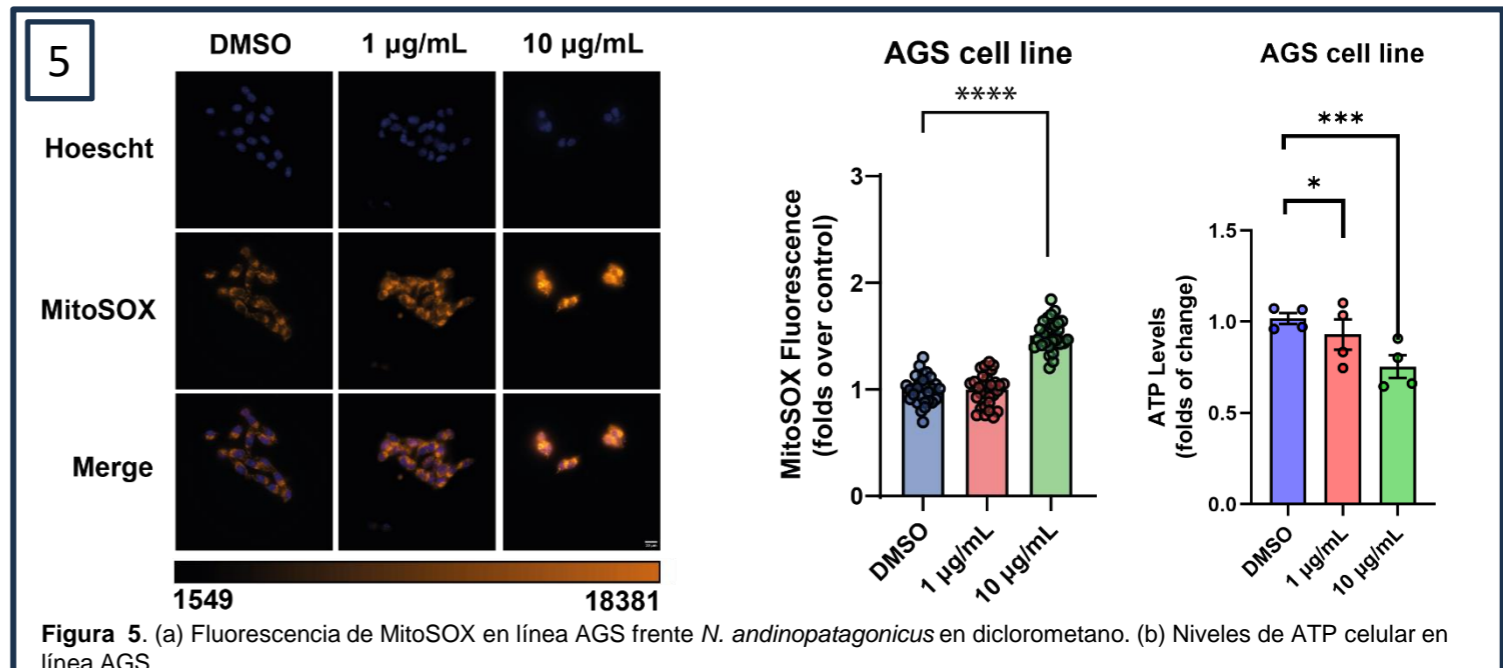 5
DMSO 1 µg/mL 10 µg/mL
Hoescht
MitoSOX
Merge
1549 18381
AGS cell line
****
MitoSOX Fluorescence
(folds over control)
3
2
1
0
DMSO
1 µg/mL
10 µg/mL
AGS cell line
***
*
ATP Levels
(folds of change)
1.5
1.0
0.5
0.0
DMSO
1 µg/mL
10 µg/mL
Figura 5. (a) Fluorescencia de MitoSOX en línea AGS frente N. andinopatagonicus en diclorometano. (b) Niveles de ATP celular en
línea AGS